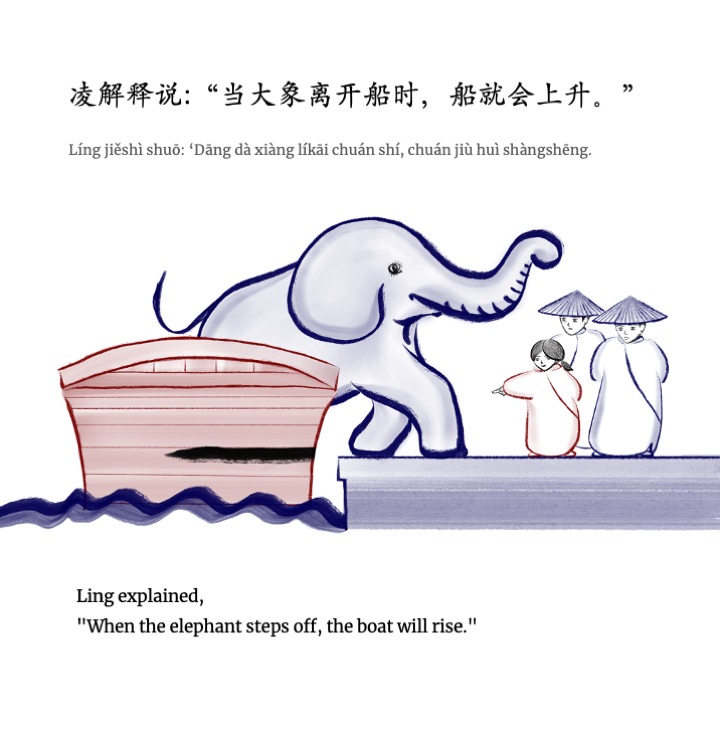 凌解释说：“当大象离开船时，船就会上升。”
Líng jiěshì shuō: ‘Dāng dà xiàng líkāi chuán shí, chuán jiù huì shàngshēng.
Ling explained,
"When the elephant steps off, the boat will rise."